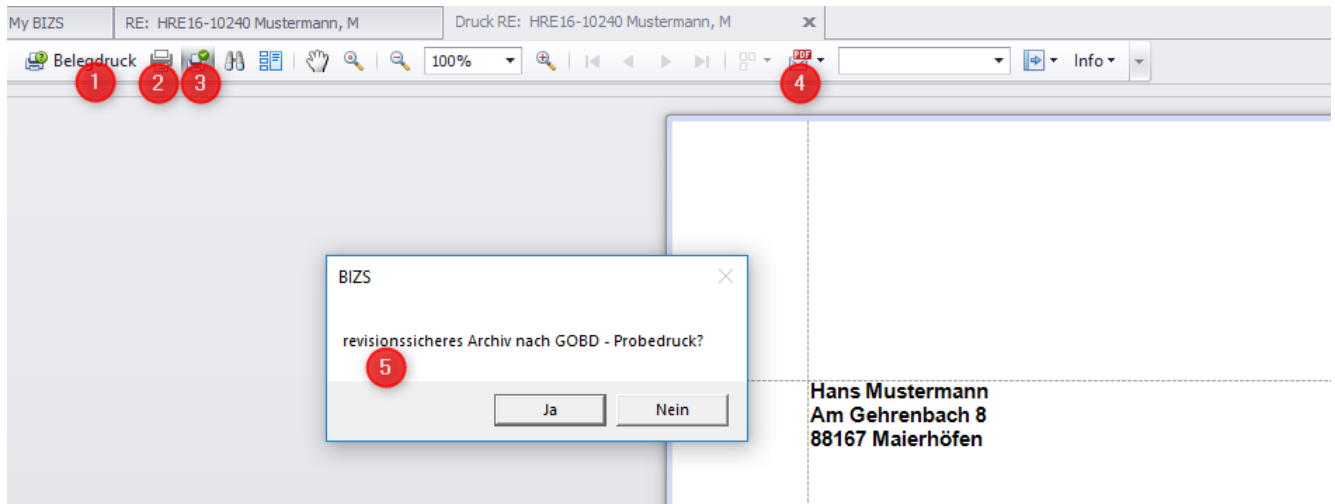 My BIZS RE: HRE16-10240 Mustermann, M Druck RE: HRE16-10240 Mustermann, M
Belegdruck 100% PDF Info
1 2 3 4
BIZS
revisionssicheres Archiv nach GOBD - Probedruck?
5
Ja Nein
Hans Mustermann
Am Gehrenbach 8
88167 Maierhöfen